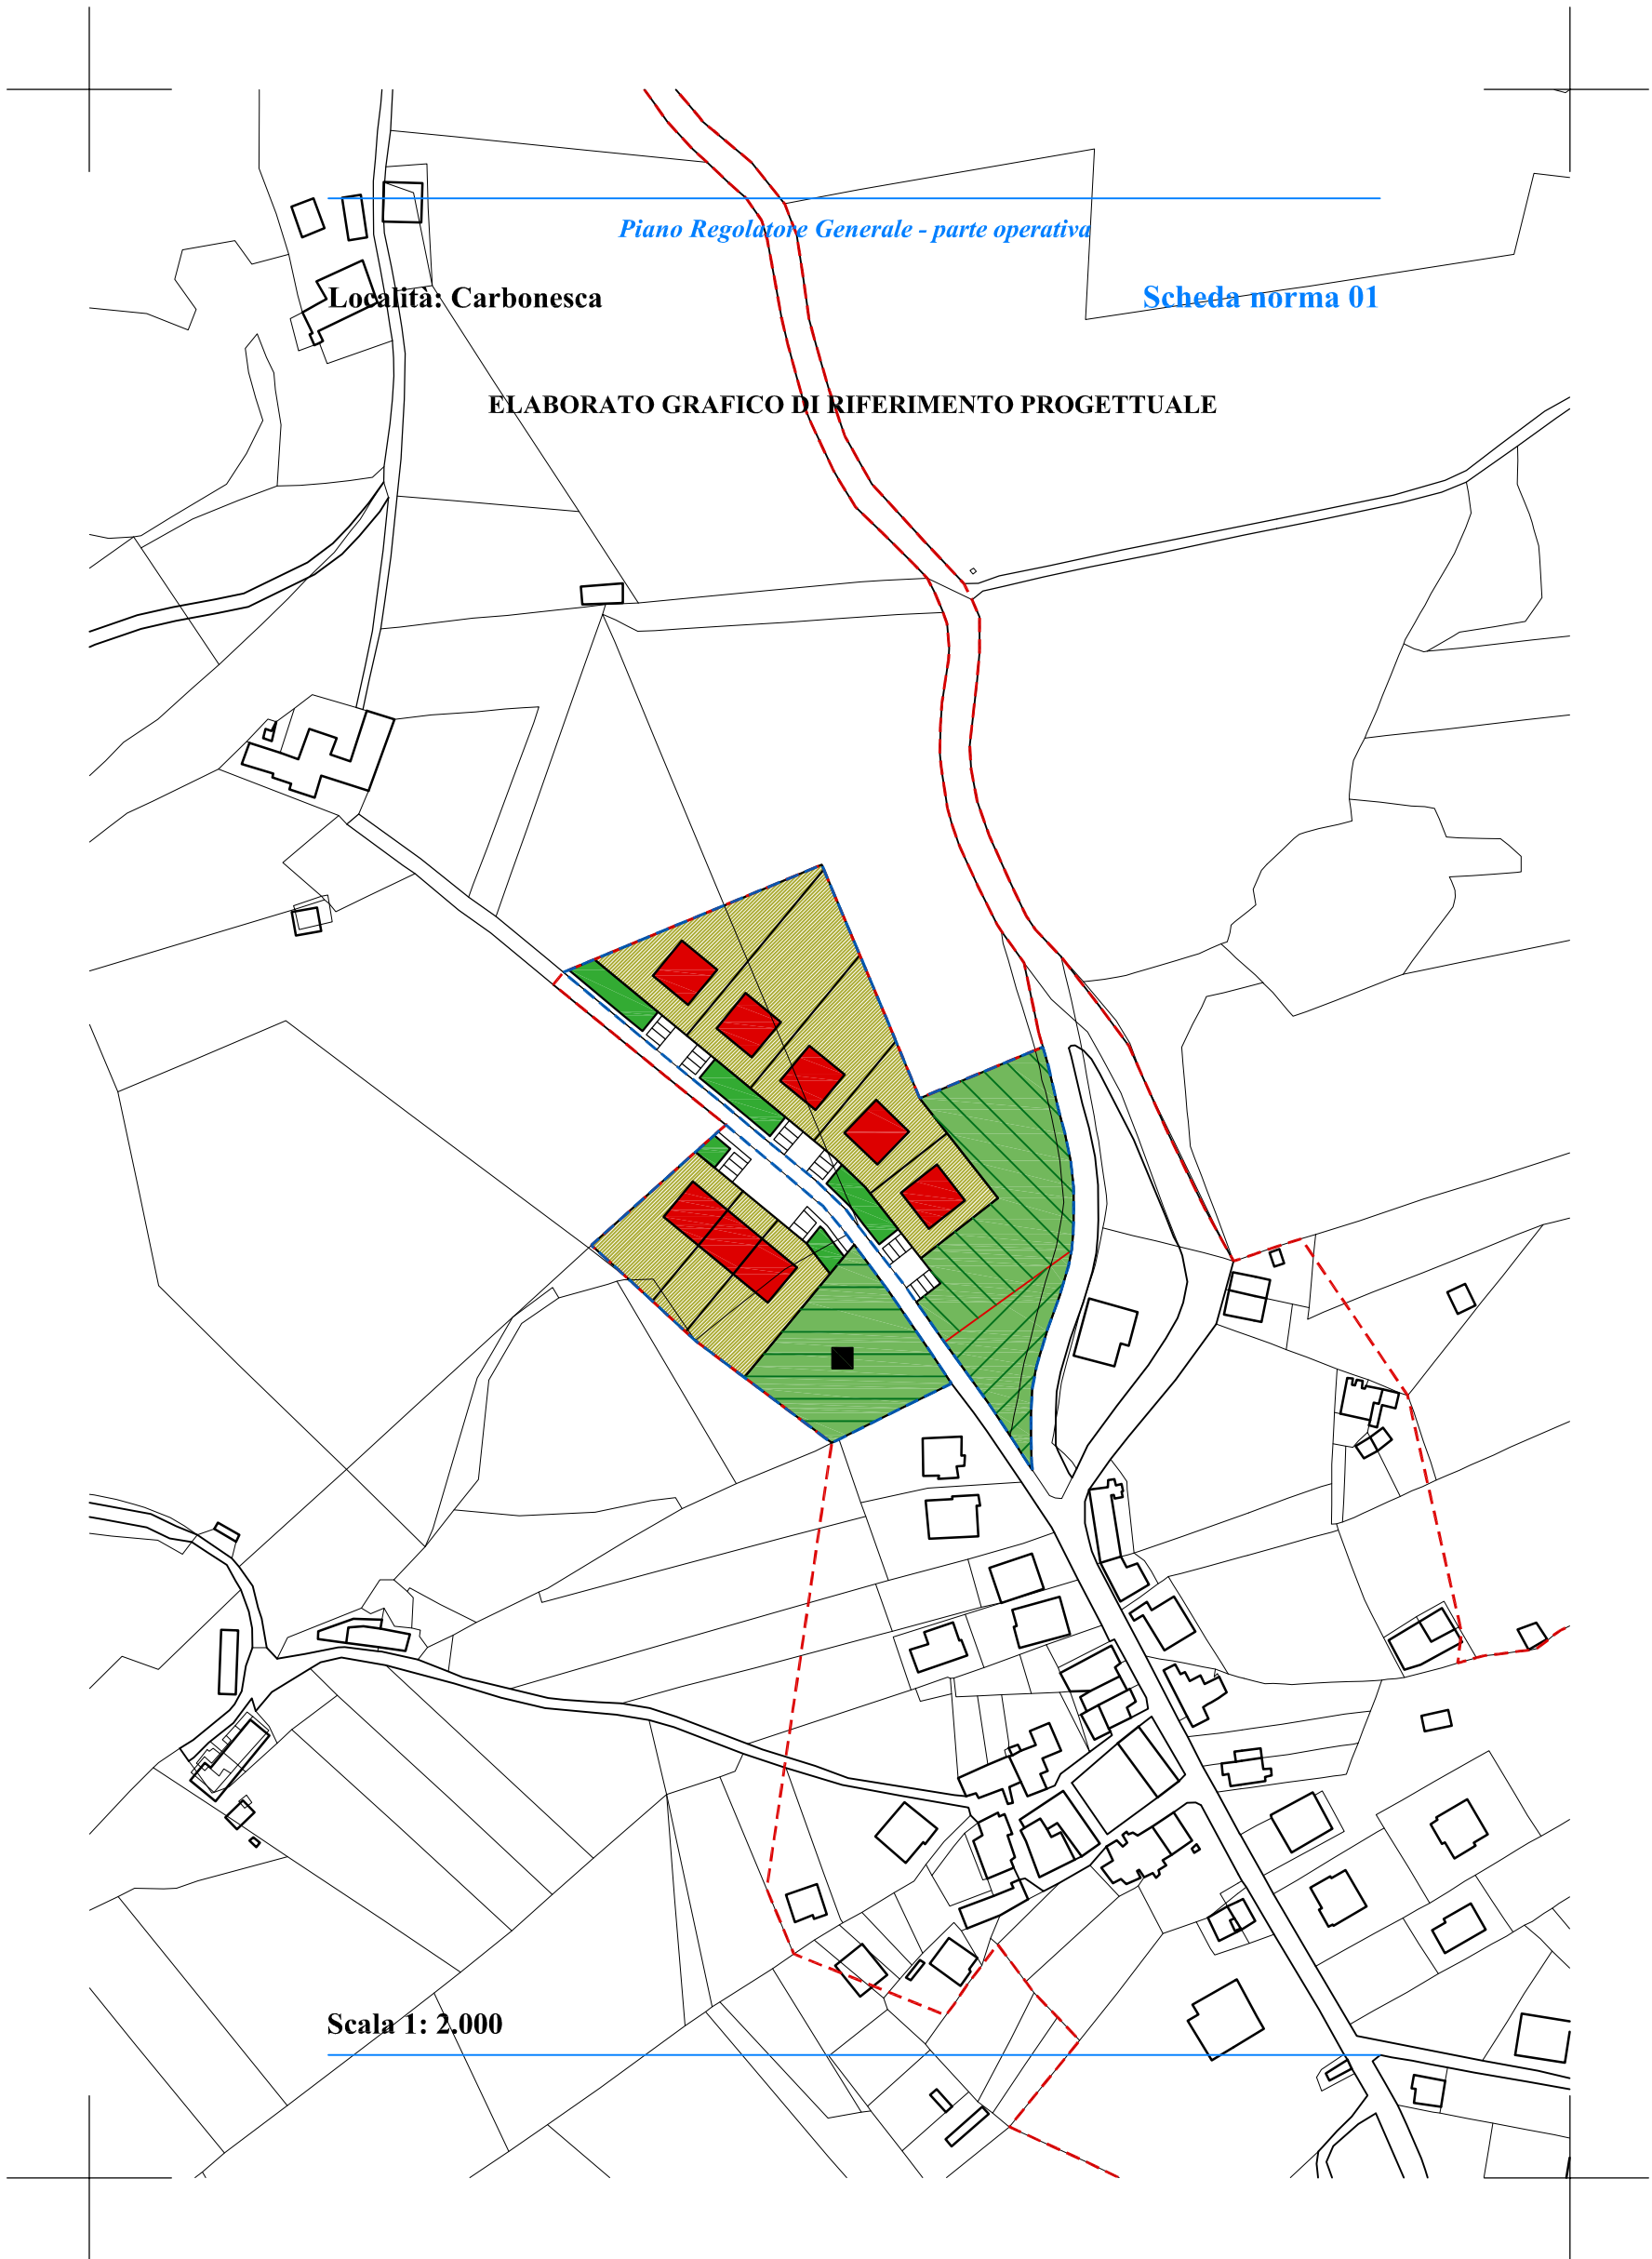 Piano Regolatore Generale - parte operativa
Località: Carbonesca
Scheda norma 01
ELABORATO GRAFICO DI RIFERIMENTO PROGETTUALE
Scala 1: 2.000